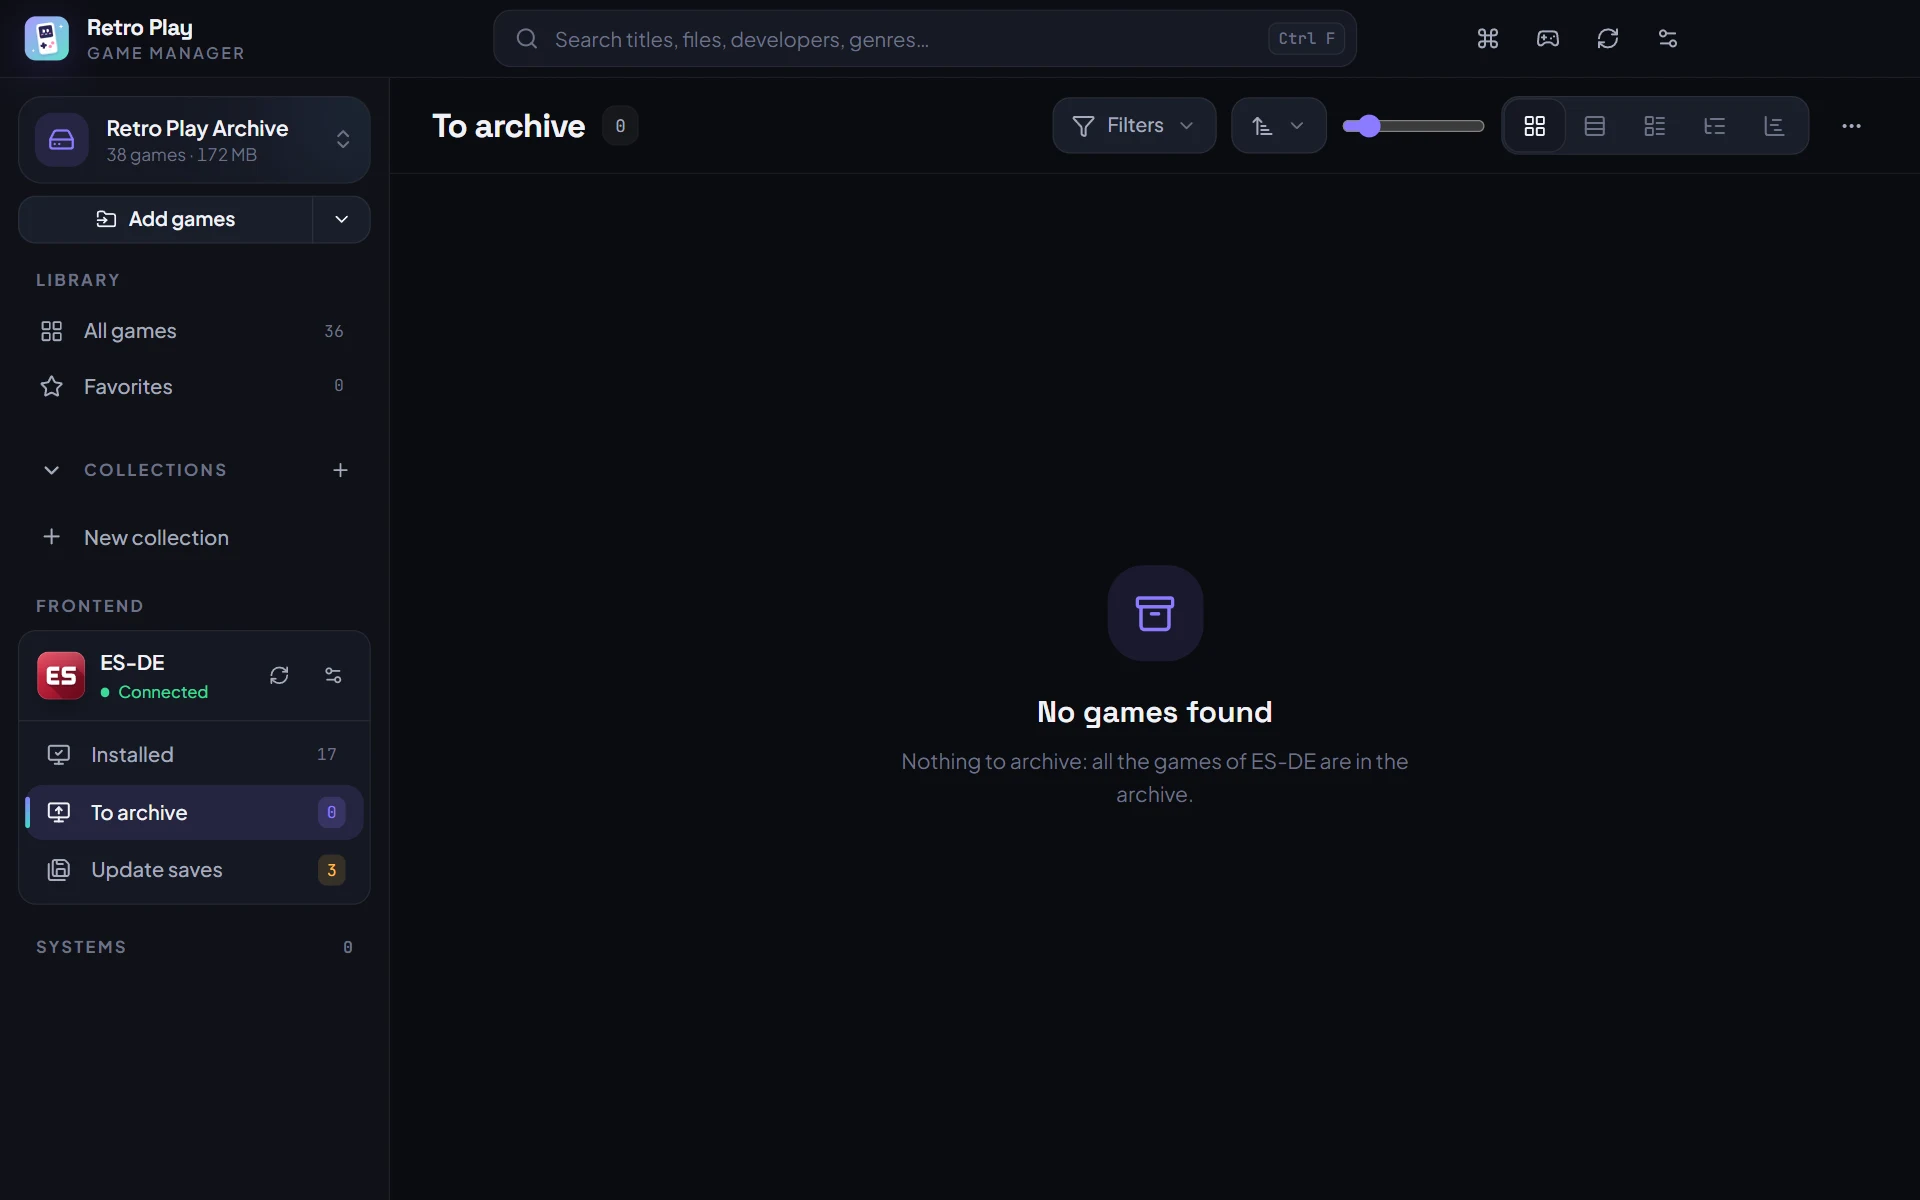 Retro Play
GAME MANAGER
Search titles, files, developers, genres...
Ctrl F
Retro Play Archive
38 games · 172 MB
Add games
LIBRARY
All games
36
Favorites
0
COLLECTIONS
New collection
FRONTEND
ES
ES-DE
Connected
Installed
17
To archive
0
Update saves
3
SYSTEMS
0
To archive
0
Filters
No games found
Nothing to archive: all the games of ES-DE are in the
archive.